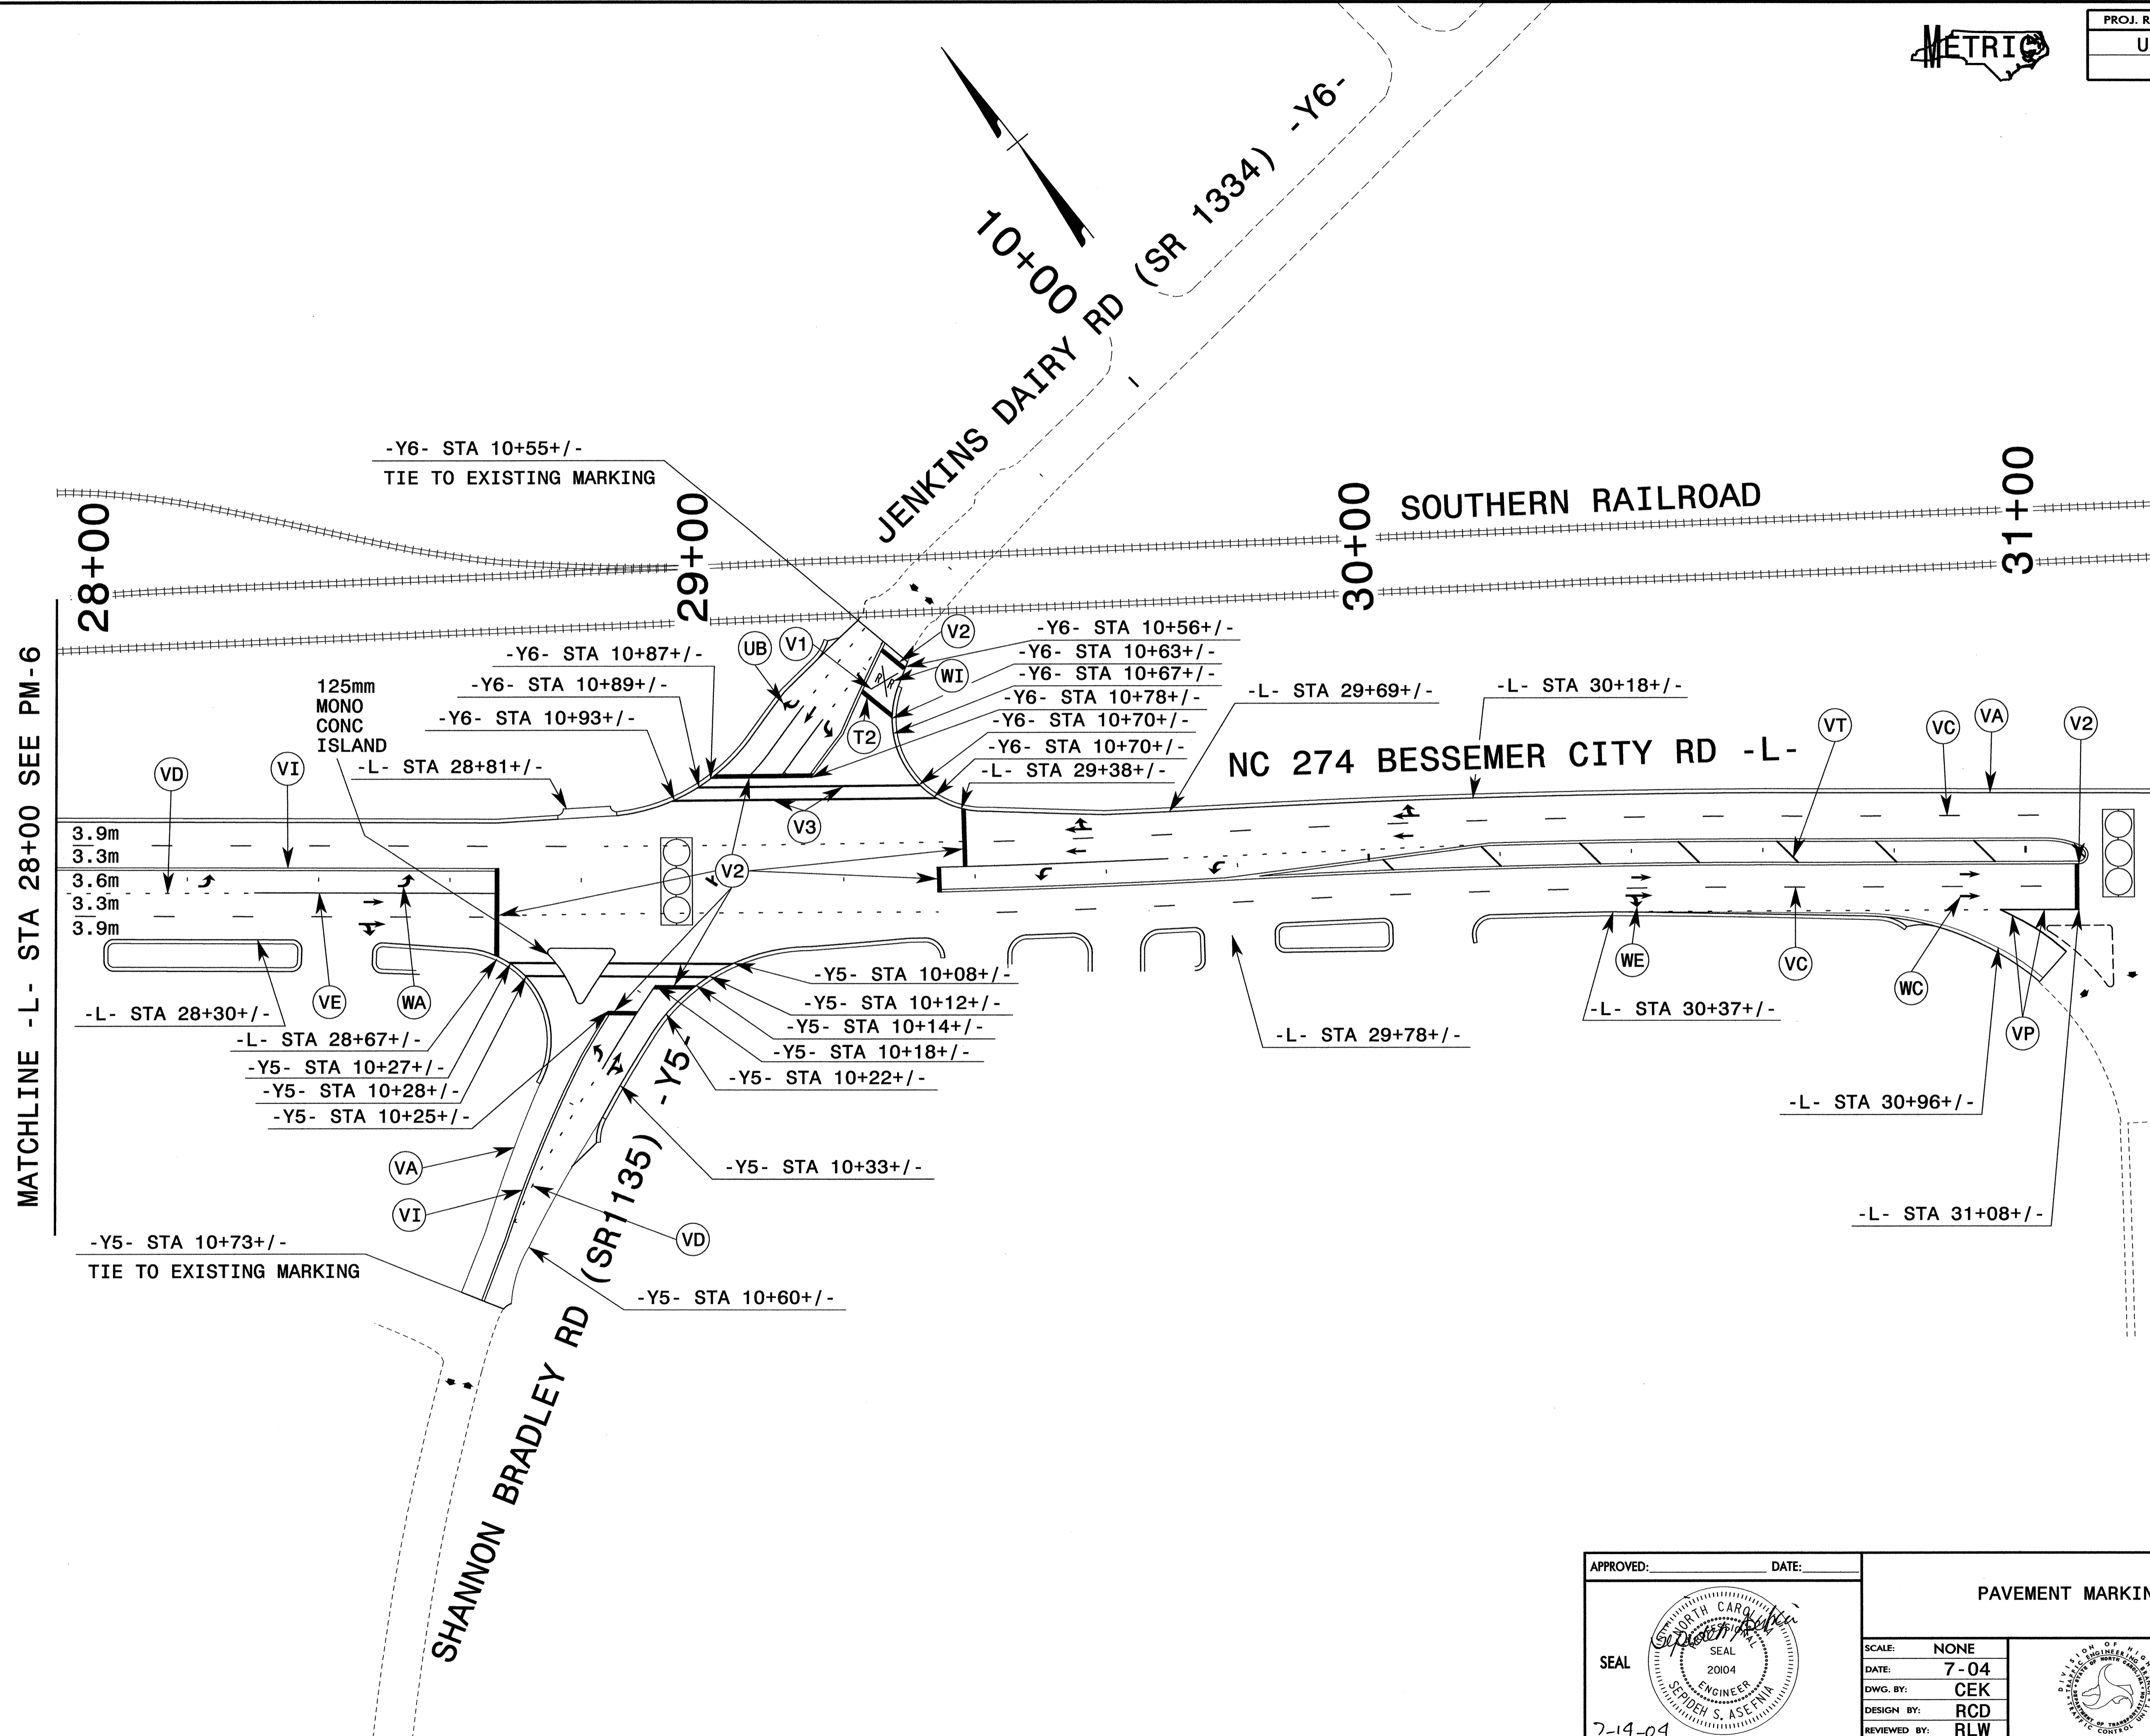 METRIC
PROJ. R
U
-Y6-
JENKINS DAIRY RD (SR 1334)
10+00
-Y6- STA 10+55+/-
TIE TO EXISTING MARKING
28+00
29+00
30+00
31+00
SOUTHERN RAILROAD
MATCHLINE -L- STA 28+00 SEE PM-6
UB
V1
V2
WI
T2
-Y6- STA 10+87+/-
-Y6- STA 10+89+/-
-Y6- STA 10+93+/-
-Y6- STA 10+56+/-
-Y6- STA 10+63+/-
-Y6- STA 10+67+/-
-Y6- STA 10+78+/-
-Y6- STA 10+70+/-
-Y6- STA 10+70+/-
-L- STA 29+38+/-
-L- STA 29+69+/-
-L- STA 30+18+/-
R R
125mm
MONO
CONC
ISLAND
-L- STA 28+81+/-
VD
VI
V3
NC 274 BESSEMER CITY RD -L-
VT
VC
VA
V2
3.9m
3.3m
3.6m
3.3m
3.9m
V2
VE
WA
-L- STA 28+30+/-
-L- STA 28+67+/-
-Y5- STA 10+27+/-
-Y5- STA 10+28+/-
-Y5- STA 10+25+/-
-Y5- STA 10+08+/-
-Y5- STA 10+12+/-
-Y5- STA 10+14+/-
-Y5- STA 10+18+/-
-Y5- STA 10+22+/-
-L- STA 29+78+/-
WE
VC
WC
VP
-L- STA 30+37+/-
-L- STA 30+96+/-
-L- STA 31+08+/-
VA
VI
VD
-Y5- STA 10+33+/-
-Y5- STA 10+73+/-
TIE TO EXISTING MARKING
-Y5- STA 10+60+/-
SHANNON BRADLEY RD (SR1135) -Y5-
APPROVED: DATE:
SEAL
NORTH CAROLINA
PROFESSIONAL
SEAL
20104
ENGINEER
SEPIDEH S. ASEFNIA
7-19-04
PAVEMENT MARKIN
SCALE: NONE
DATE: 7-04
DWG. BY: CEK
DESIGN BY: RCD
REVIEWED BY: RLW